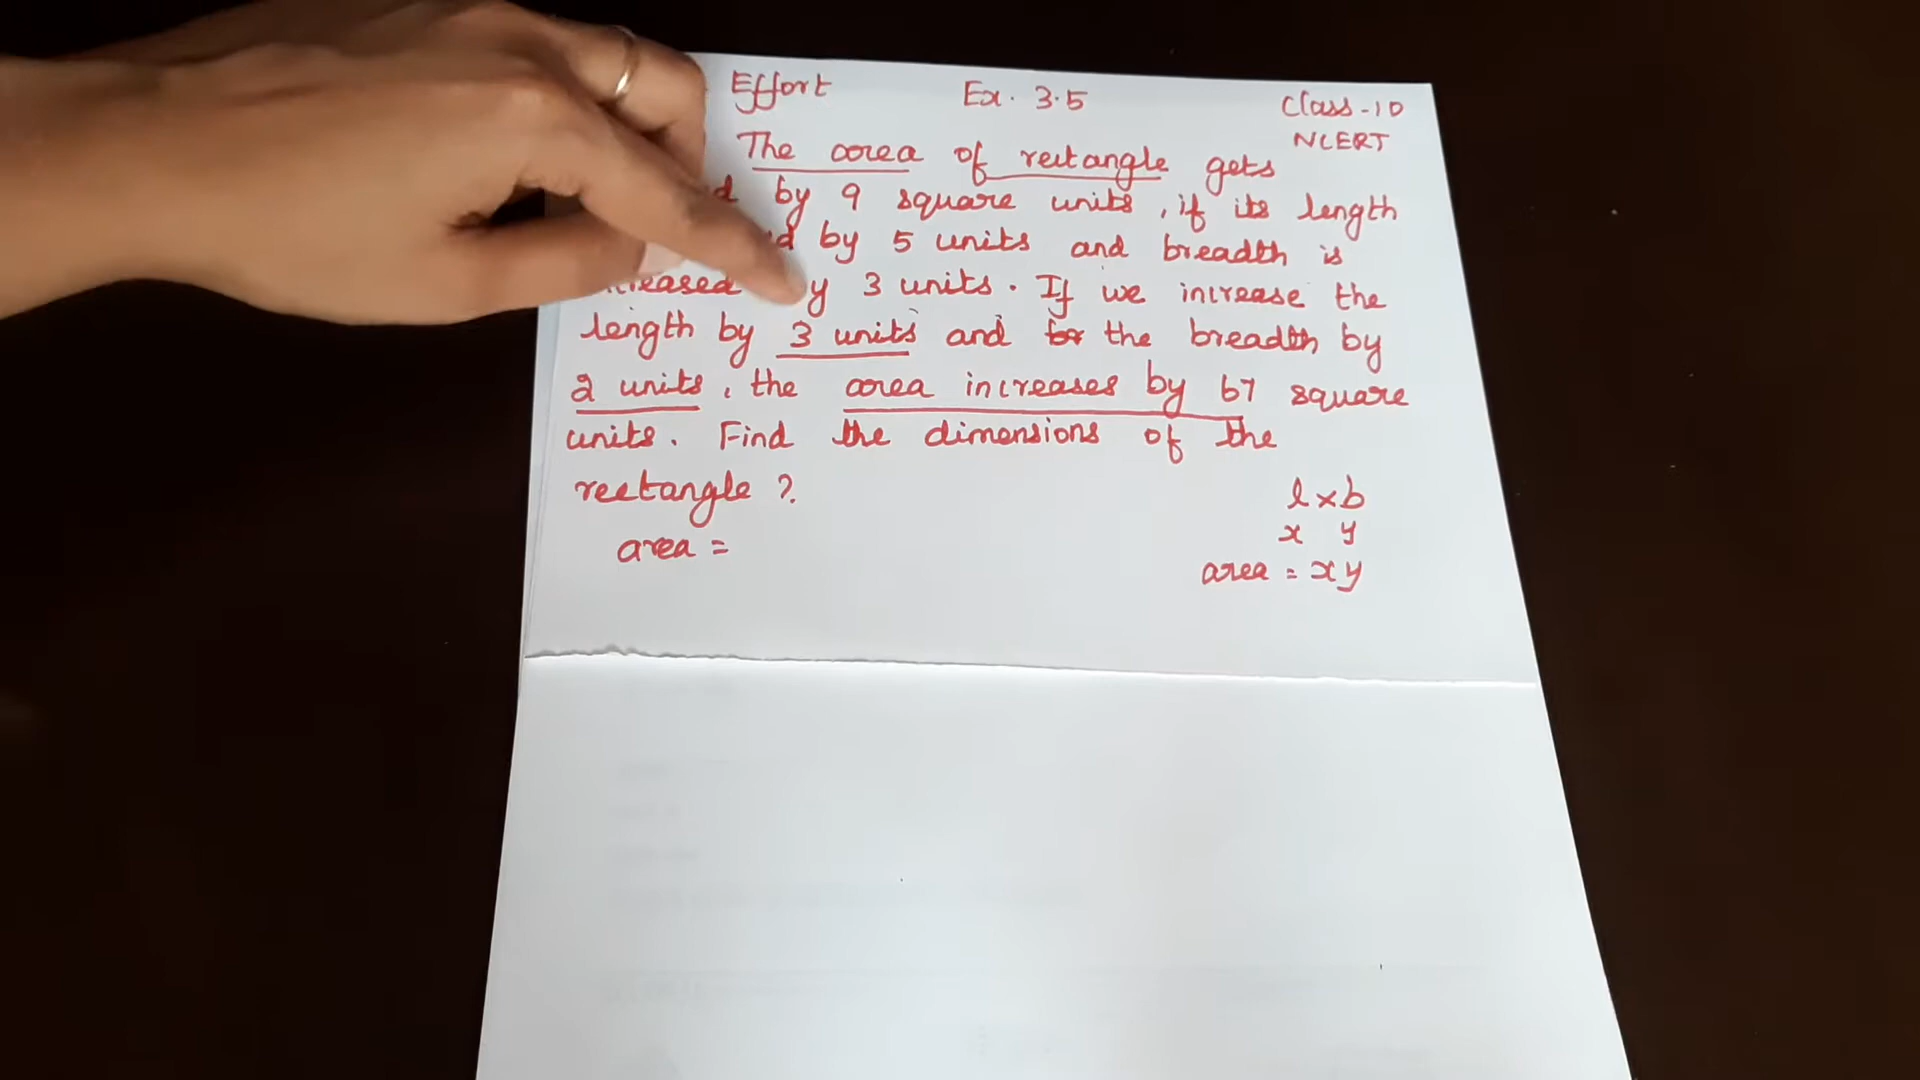 Effort Ex. 3.5 Class-10
NCERT
The area of rectangle gets
by 9 square units, if its length
by 5 units and breadth is
by 3 units. If we increase the
length by 3 units and the breadth by
2 units, the area increases by 67 square
units. Find the dimensions of the
rectangle ?
l × b
x y
area =
area = xy